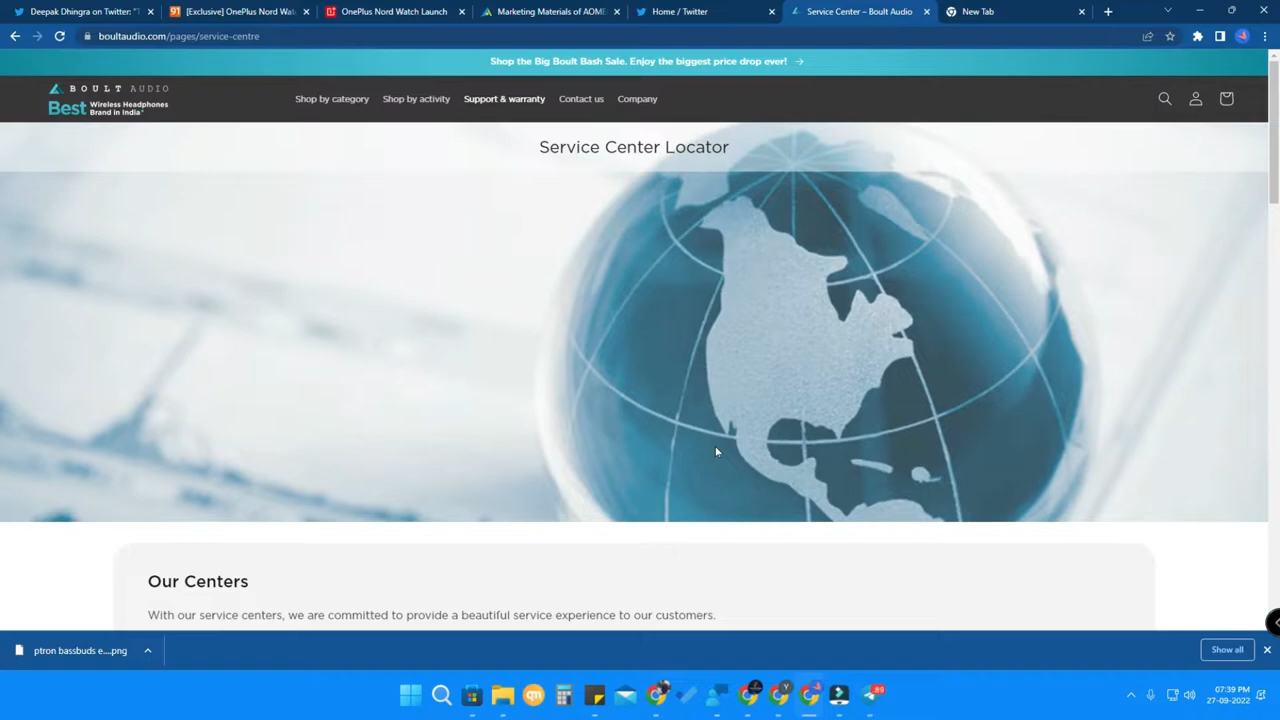 Deepak Dhingra on Twitter: "T
[Exclusive] OnePlus Nord Wat
OnePlus Nord Watch Launch
Marketing Materials of AOME
Home / Twitter
Service Center – Boult Audio
New Tab
boultaudio.com/pages/service-centre
Shop the Big Boult Bash Sale. Enjoy the biggest price drop ever! →
BOULT AUDIO
Best Wireless Headphones Brand in India*
Shop by category
Shop by activity
Support & warranty
Contact us
Company
Service Center Locator
Our Centers
With our service centers, we are committed to provide a beautiful service experience to our customers.
ptron bassbuds e....png
Show all
89
07:39 PM
27-09-2022